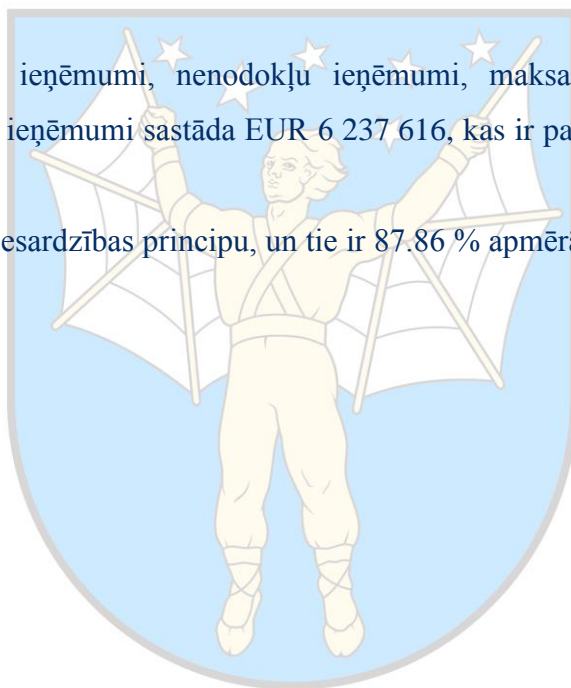 ieņēmumi, nenodokļu ieņēmumi, maksa
ieņēmumi sastāda EUR 6 237 616, kas ir pa
esardzības principu, un tie ir 87.86 % apmērā